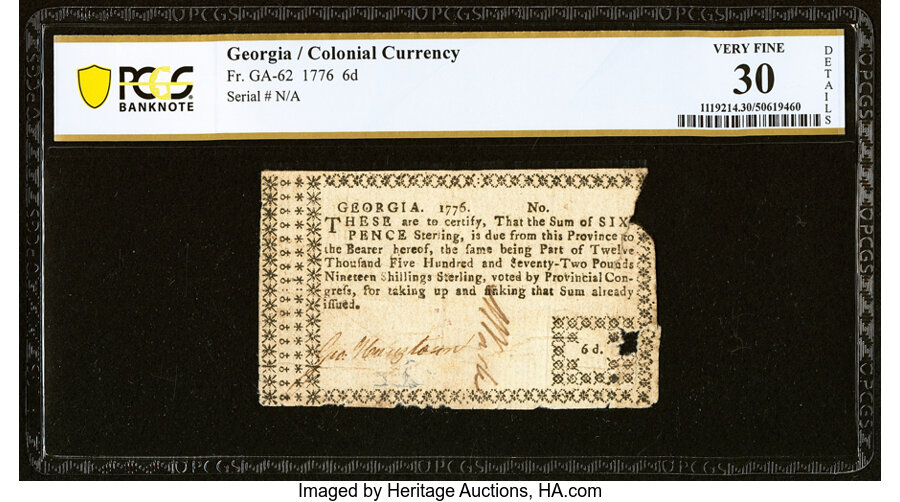 Georgia / Colonial Currency
Fr. GA-62 1776 6d
Serial # N/A
PCGS
BANKNOTE
VERY FINE
30
1119214.30/50619460
DETAILS
GEORGIA. 1776. No.
THESE are to certify, That the Sum of SIX
PENCE Sterling, is due from this Province to
the Bearer hereof, the same being Part of Twelve
Thousand Five Hundred and Seventy-Two Pounds
Nineteen Shillings Sterling, voted by Provincial Con-
greſs, for taking up and ſinking that Sum already
iſſued.
6 d.
Imaged by Heritage Auctions, HA.com